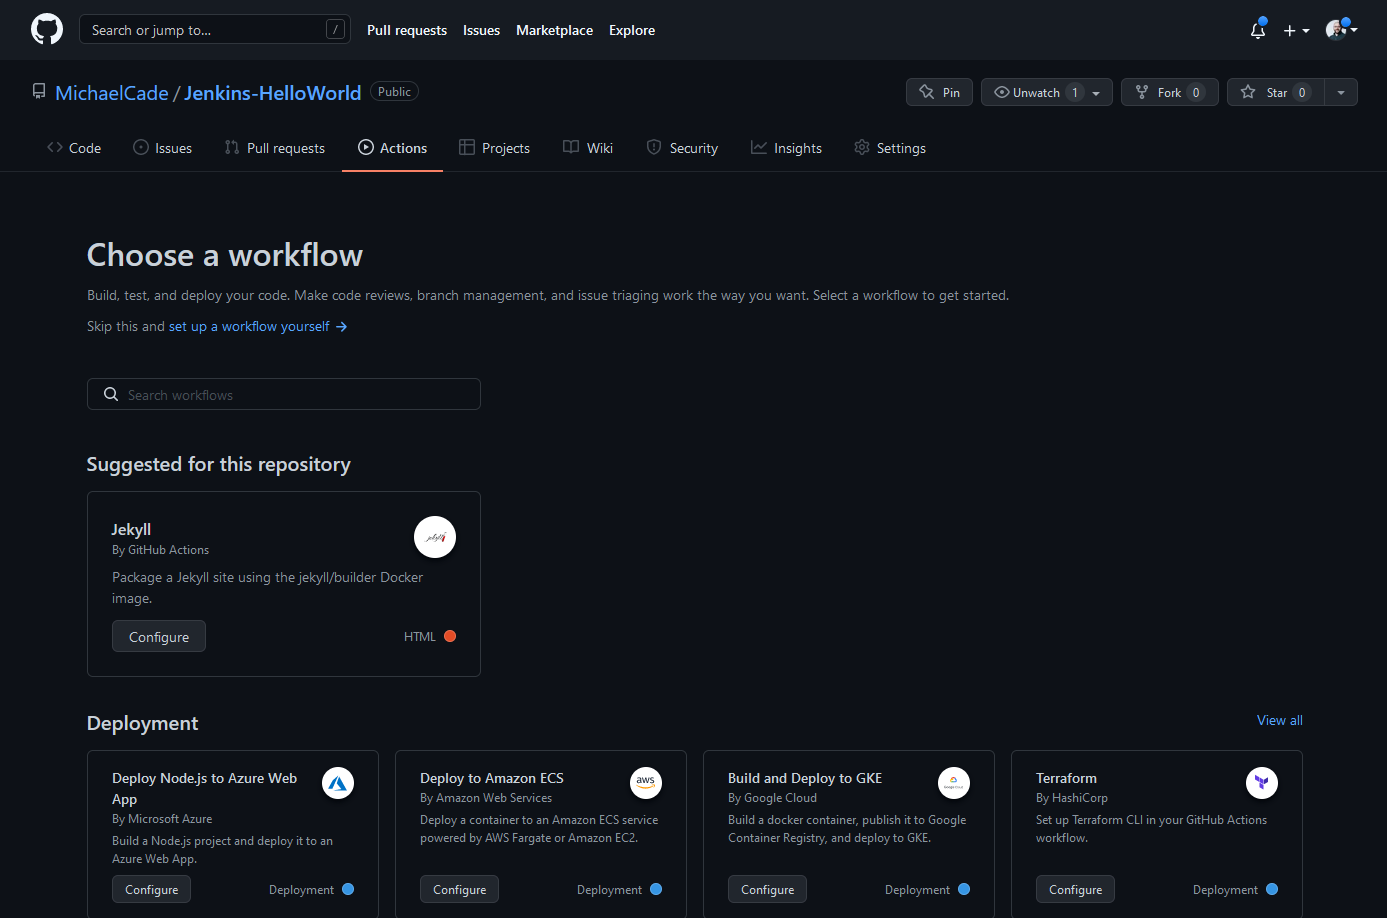 Search or jump to... / Pull requests Issues Marketplace Explore
MichaelCade / Jenkins-HelloWorld Public Pin Unwatch 1 Fork 0 Star 0
Code Issues Pull requests Actions Projects Wiki Security Insights Settings
Choose a workflow
Build, test, and deploy your code. Make code reviews, branch management, and issue triaging work the way you want. Select a workflow to get started.
Skip this and set up a workflow yourself →
Search workflows
Suggested for this repository
Jekyll
By GitHub Actions
jekyll
Package a Jekyll site using the jekyll/builder Docker
image.
Configure HTML
Deployment View all
Deploy Node.js to Azure Web
App
By Microsoft Azure
Build a Node.js project and deploy it to an
Azure Web App.
Configure Deployment
Deploy to Amazon ECS
aws
By Amazon Web Services
Deploy a container to an Amazon ECS service
powered by AWS Fargate or Amazon EC2.
Configure Deployment
Build and Deploy to GKE
Google Cloud
By Google Cloud
Build a docker container, publish it to Google
Container Registry, and deploy to GKE.
Configure Deployment
Terraform
By HashiCorp
Set up Terraform CLI in your GitHub Actions
workflow.
Configure Deployment